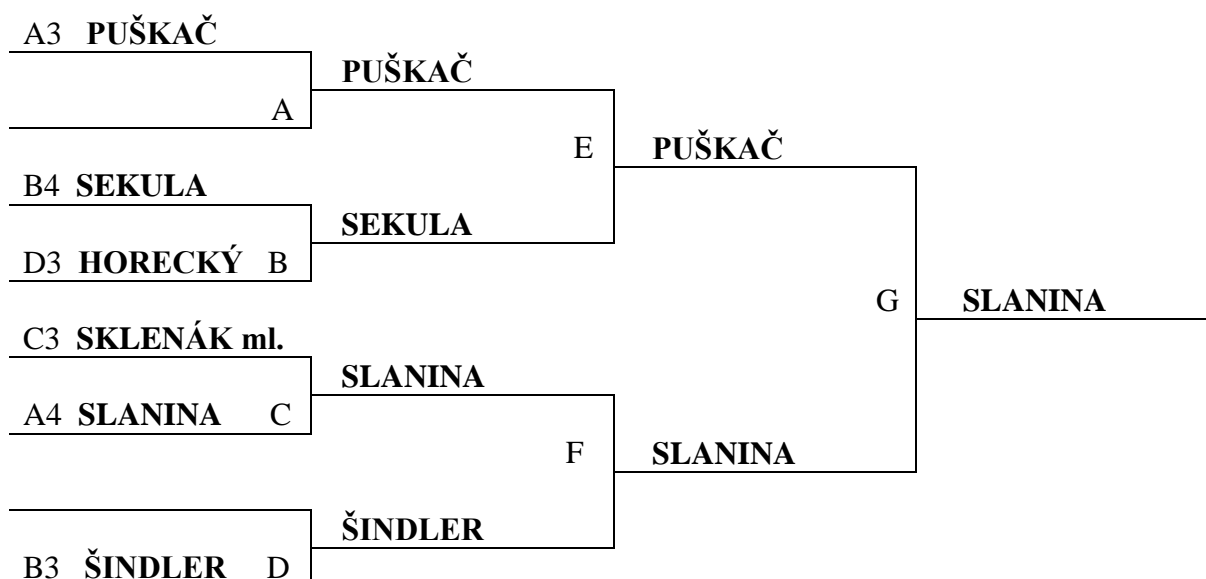 A3 PUŠKAČ
PUŠKAČ
A
E PUŠKAČ
B4 SEKULA
SEKULA
D3 HORECKÝ B
G SLANINA
C3 SKLENÁK ml.
SLANINA
A4 SLANINA C
F SLANINA
ŠINDLER
B3 ŠINDLER D